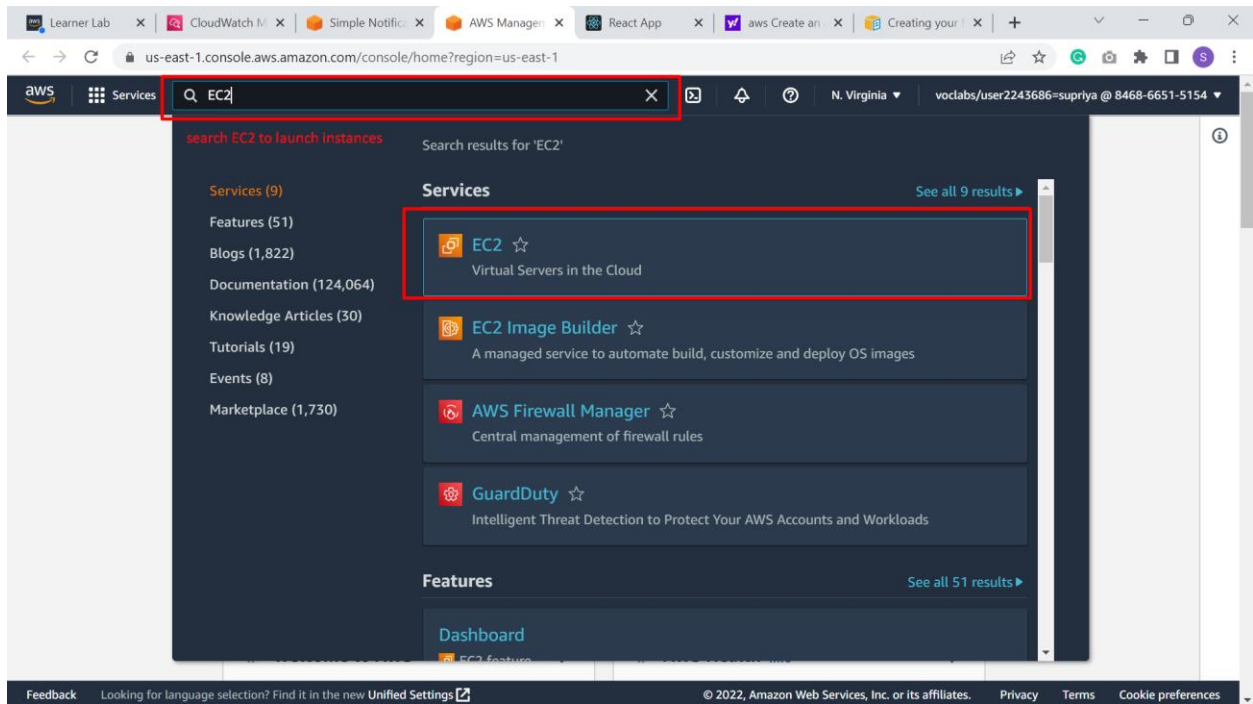 Learner Lab
CloudWatch M
Simple Notific
AWS Managem
React App
aws Create an
Creating your
us-east-1.console.aws.amazon.com/console/home?region=us-east-1
S
aws
Services
EC2
N. Virginia
voclabs/user2243686=supriya @ 8468-6651-5154
search EC2 to launch instances
Search results for 'EC2'
Services (9)
Features (51)
Blogs (1,822)
Documentation (124,064)
Knowledge Articles (30)
Tutorials (19)
Events (8)
Marketplace (1,730)
Services
See all 9 results
EC2
Virtual Servers in the Cloud
EC2 Image Builder
A managed service to automate build, customize and deploy OS images
AWS Firewall Manager
Central management of firewall rules
GuardDuty
Intelligent Threat Detection to Protect Your AWS Accounts and Workloads
Features
See all 51 results
Dashboard
EC2 feature
Feedback
Looking for language selection? Find it in the new Unified Settings
© 2022, Amazon Web Services, Inc. or its affiliates.
Privacy
Terms
Cookie preferences